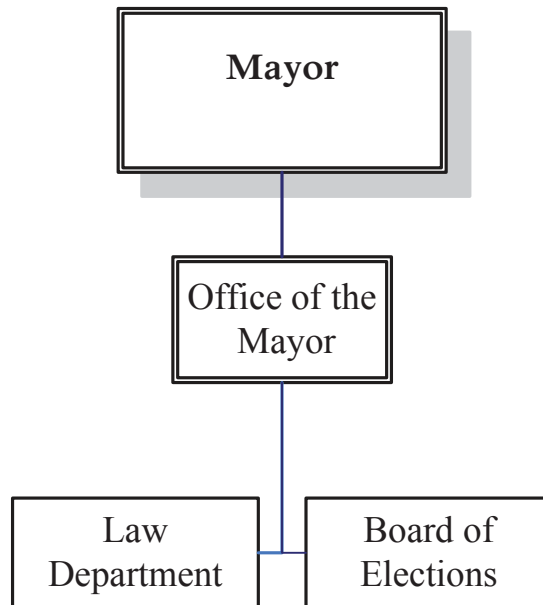 Mayor
Office of the
Mayor
Law
Department
Board of
Elections